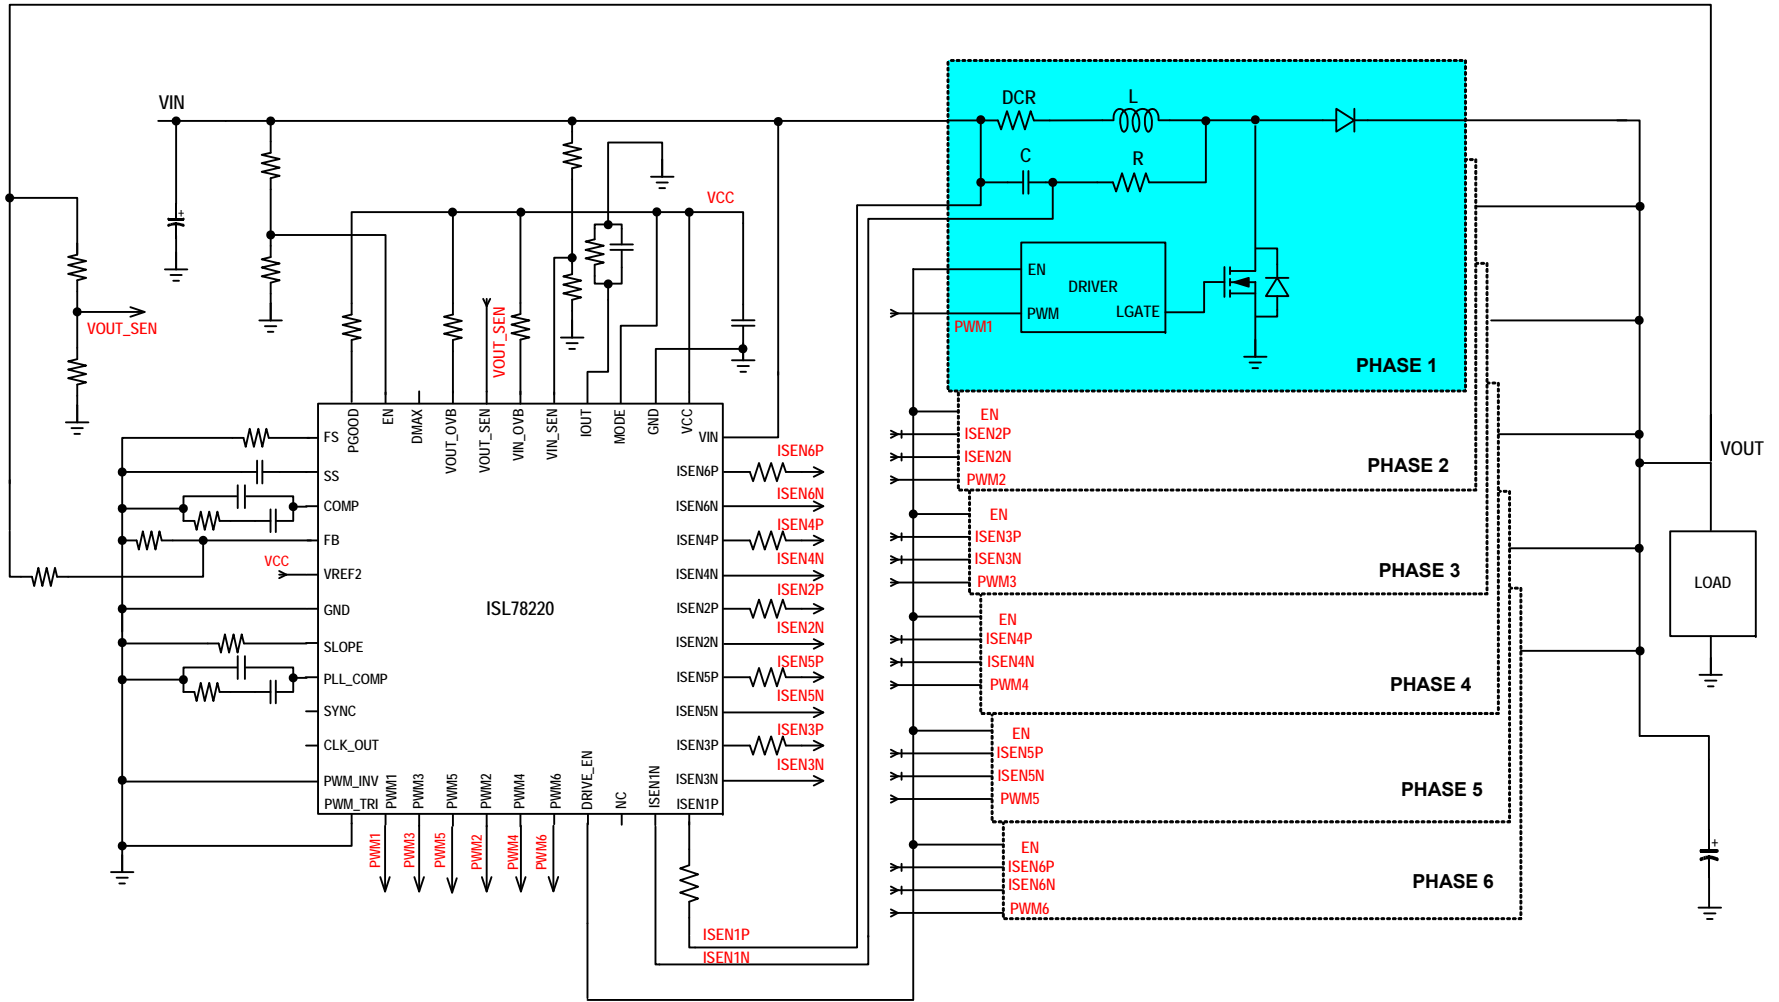 VIN
VCC
VOUT_SEN
VOUT_SEN
PGOOD
EN
DMAX
VOUT_OVB
VOUT_SEN
VIN_OVB
VIN_SEN
IOUT
MODE
GND
VCC
FS
SS
COMP
FB
VCC
VREF2
GND
SLOPE
PLL_COMP
SYNC
CLK_OUT
PWM_INV
PWM_TRI
ISL78220
VIN
ISEN6P
ISEN6N
ISEN4P
ISEN4N
ISEN2P
ISEN2N
ISEN5P
ISEN5N
ISEN3P
ISEN3N
ISEN1P
ISEN6P
ISEN6N
ISEN4P
ISEN4N
ISEN2P
ISEN2N
ISEN5P
ISEN5N
ISEN3P
ISEN3N
PWM1
PWM3
PWM5
PWM2
PWM4
PWM6
DRIVE_EN
NC
ISEN1N
PWM1
PWM3
PWM5
PWM2
PWM4
PWM6
ISEN1P
ISEN1N
DCR
L
C
R
EN
DRIVER
LGATE
PWM
PWM1
PHASE 1
EN
ISEN2P
ISEN2N
PWM2
PHASE 2
EN
ISEN3P
ISEN3N
PWM3
PHASE 3
EN
ISEN4P
ISEN4N
PWM4
PHASE 4
EN
ISEN5P
ISEN5N
PWM5
PHASE 5
EN
ISEN6P
ISEN6N
PWM6
PHASE 6
VOUT
LOAD
+
+